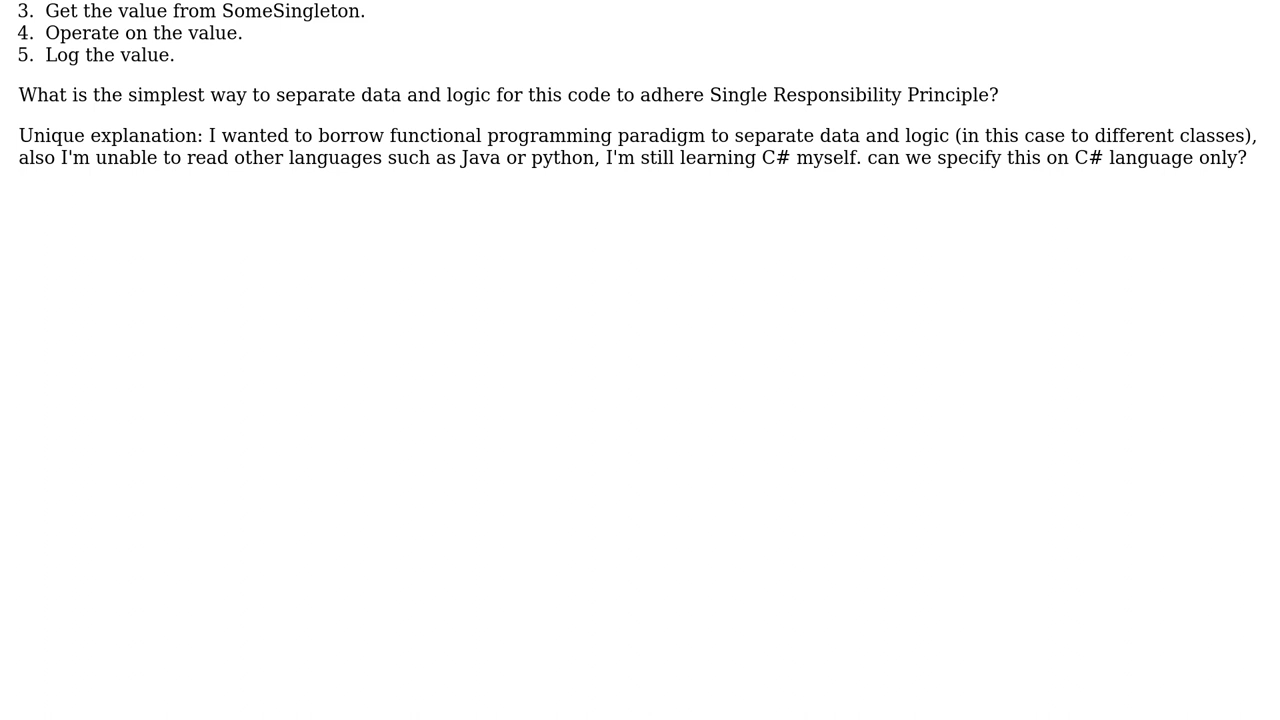 3. Get the value from SomeSingleton.
4. Operate on the value.
5. Log the value.
What is the simplest way to separate data and logic for this code to adhere Single Responsibility Principle?
Unique explanation: I wanted to borrow functional programming paradigm to separate data and logic (in this case to different classes),
also I'm unable to read other languages such as Java or python, I'm still learning C# myself. can we specify this on C# language only?